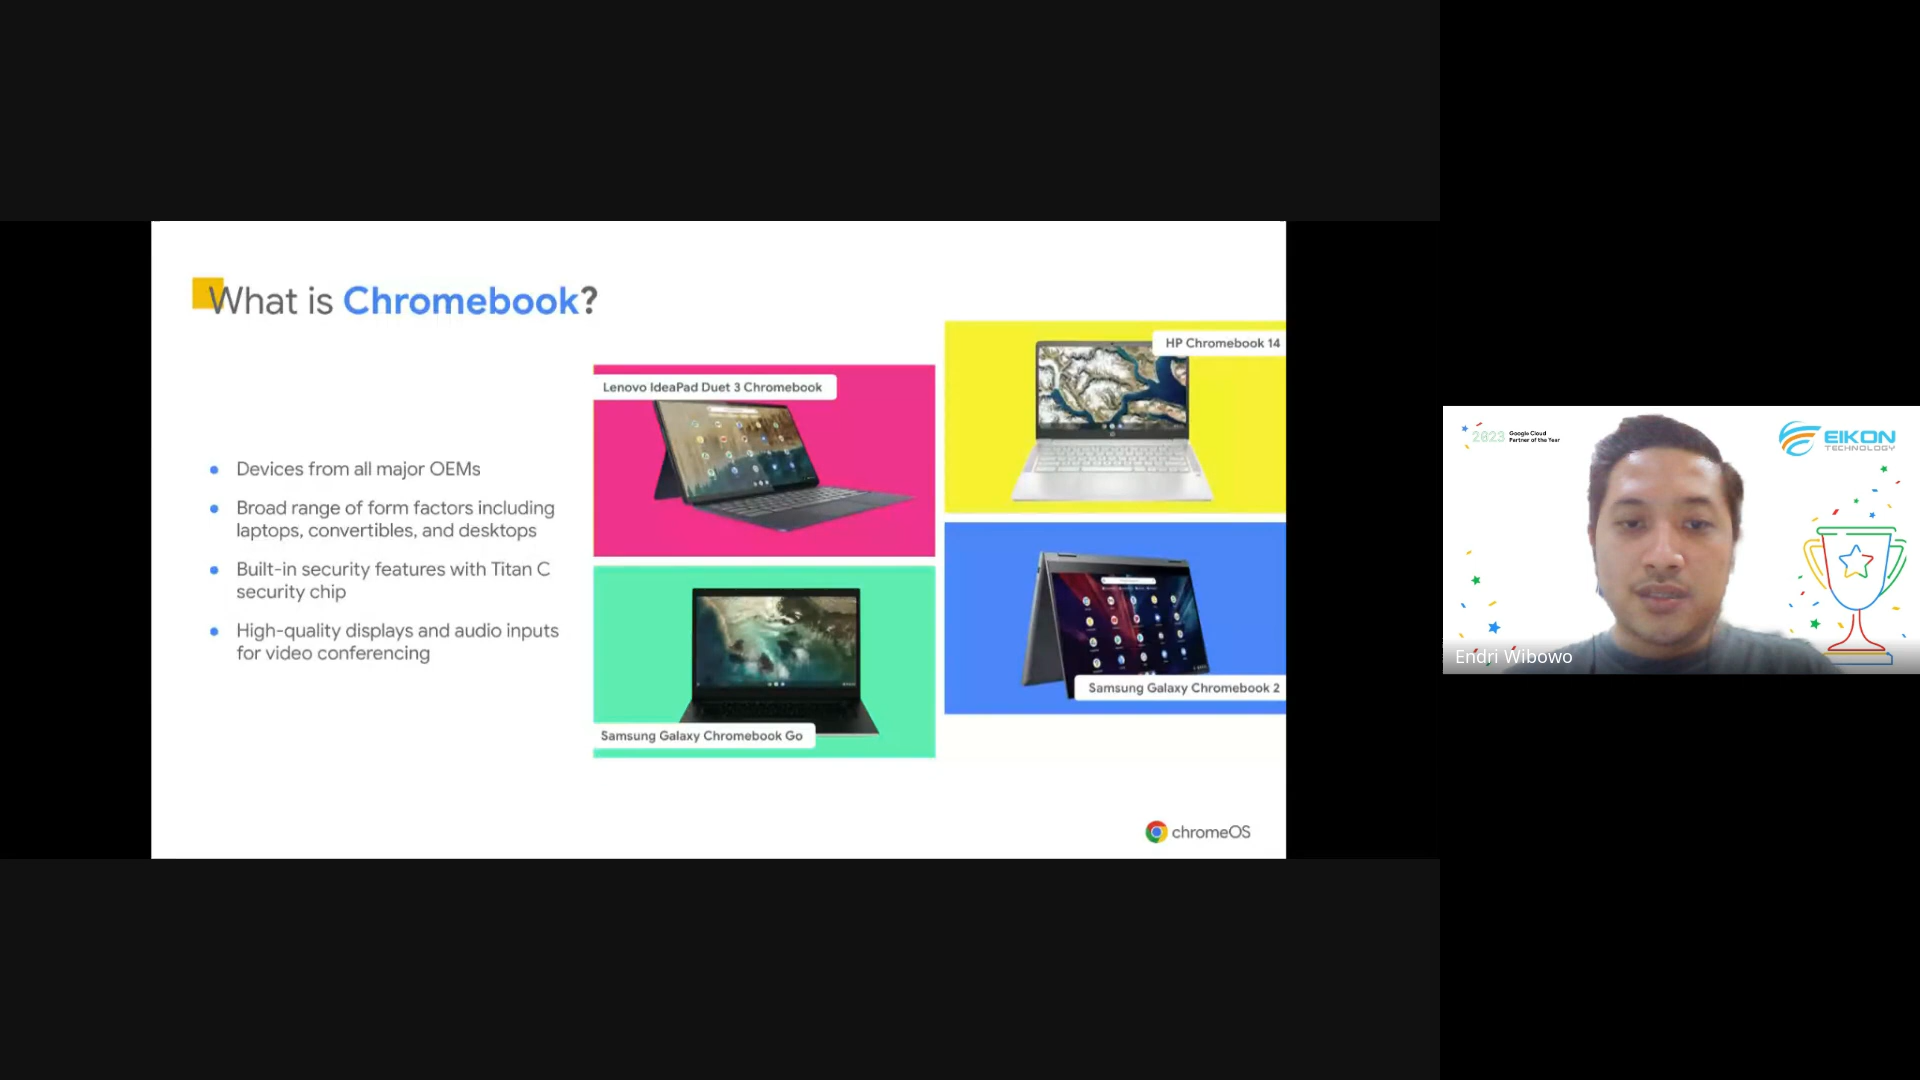 What is Chromebook?
Devices from all major OEMs
Broad range of form factors including
laptops, convertibles, and desktops
Built-in security features with Titan C
security chip
High-quality displays and audio inputs
for video conferencing
Lenovo IdeaPad Duet 3 Chromebook
HP Chromebook 14
Samsung Galaxy Chromebook Go
Samsung Galaxy Chromebook 2
chromeOS
2023 Google Cloud
Partner of the Year
EIKON
TECHNOLOGY
Endri Wibowo